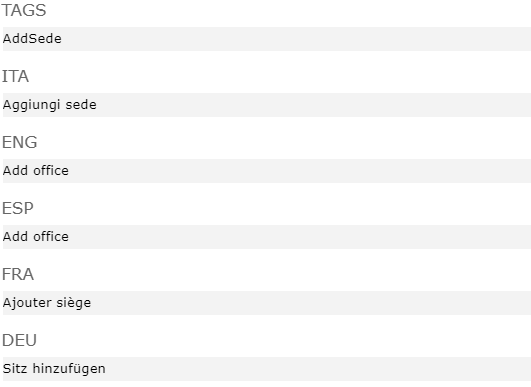 TAGS
AddSede
ITA
Aggiungi sede
ENG
Add office
ESP
Add office
FRA
Ajouter siège
DEU
Sitz hinzufügen